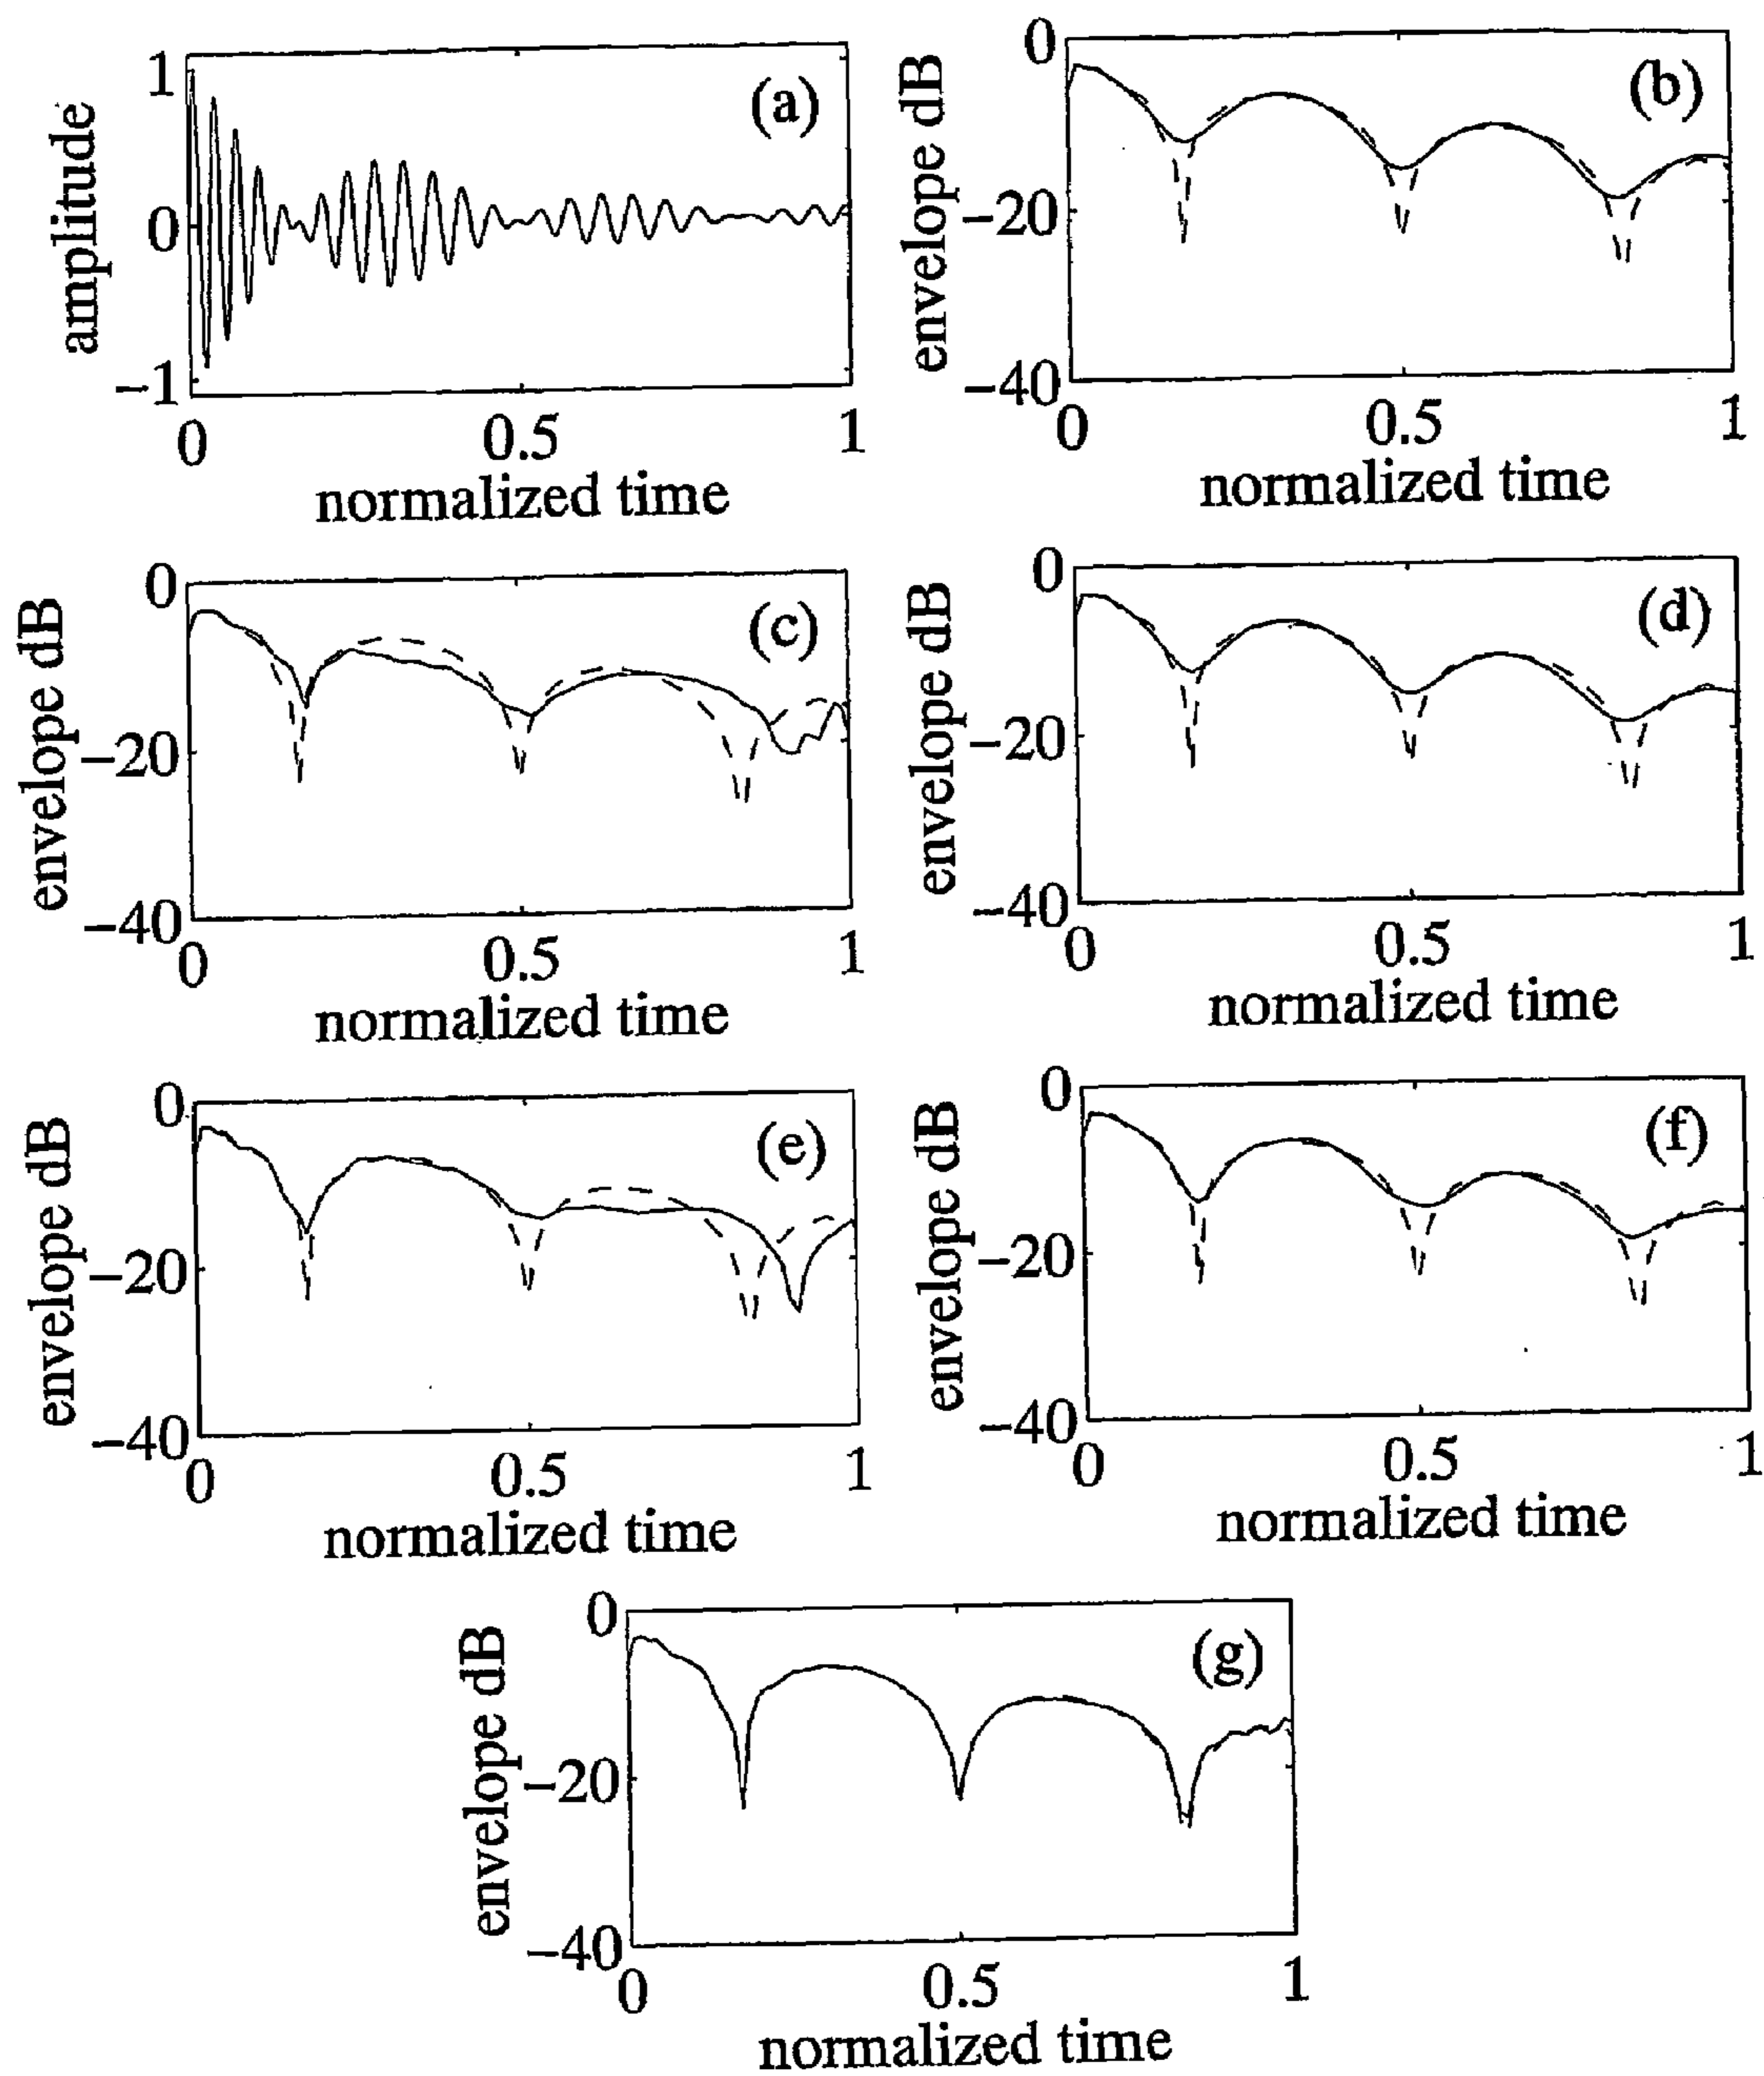 1
0
−1
amplitude
(a)
0 0.5 1
normalized time
0
−20
−40
envelope dB
(b)
0 0.5 1
normalized time
0
−20
−40
envelope dB
(c)
0 0.5 1
normalized time
0
−20
−40
envelope dB
(d)
0 0.5 1
normalized time
0
−20
−40
envelope dB
(e)
0 0.5 1
normalized time
0
−20
−40
envelope dB
(f)
0 0.5 1
normalized time
0
−20
−40
envelope dB
(g)
0 0.5 1
normalized time